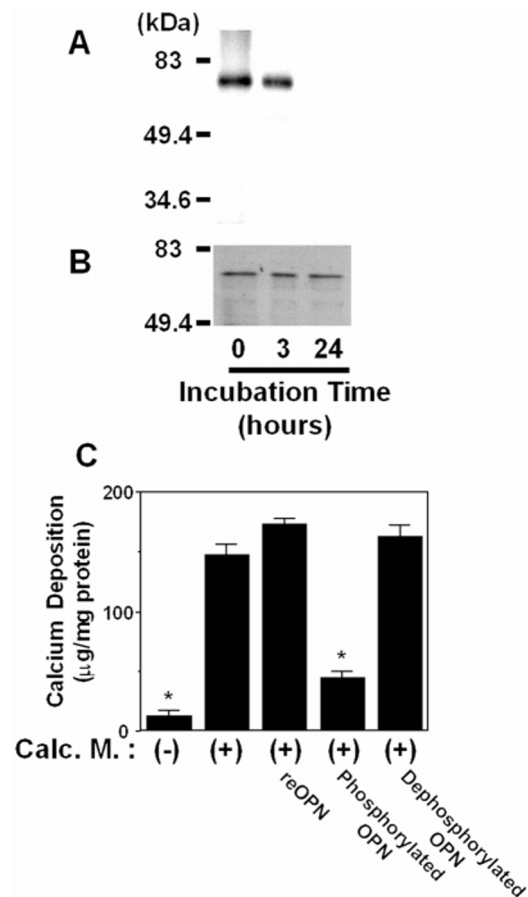 (kDa)
A
83
49.4
34.6
83
B
49.4
0 3 24
Incubation Time
(hours)
C
Calcium Deposition
(μg/mg protein)
200
100
0
*
*
Calc. M. : (-) (+) (+) (+) (+)
reOPN
Phosphorylated
OPN
Dephosphorylated
OPN